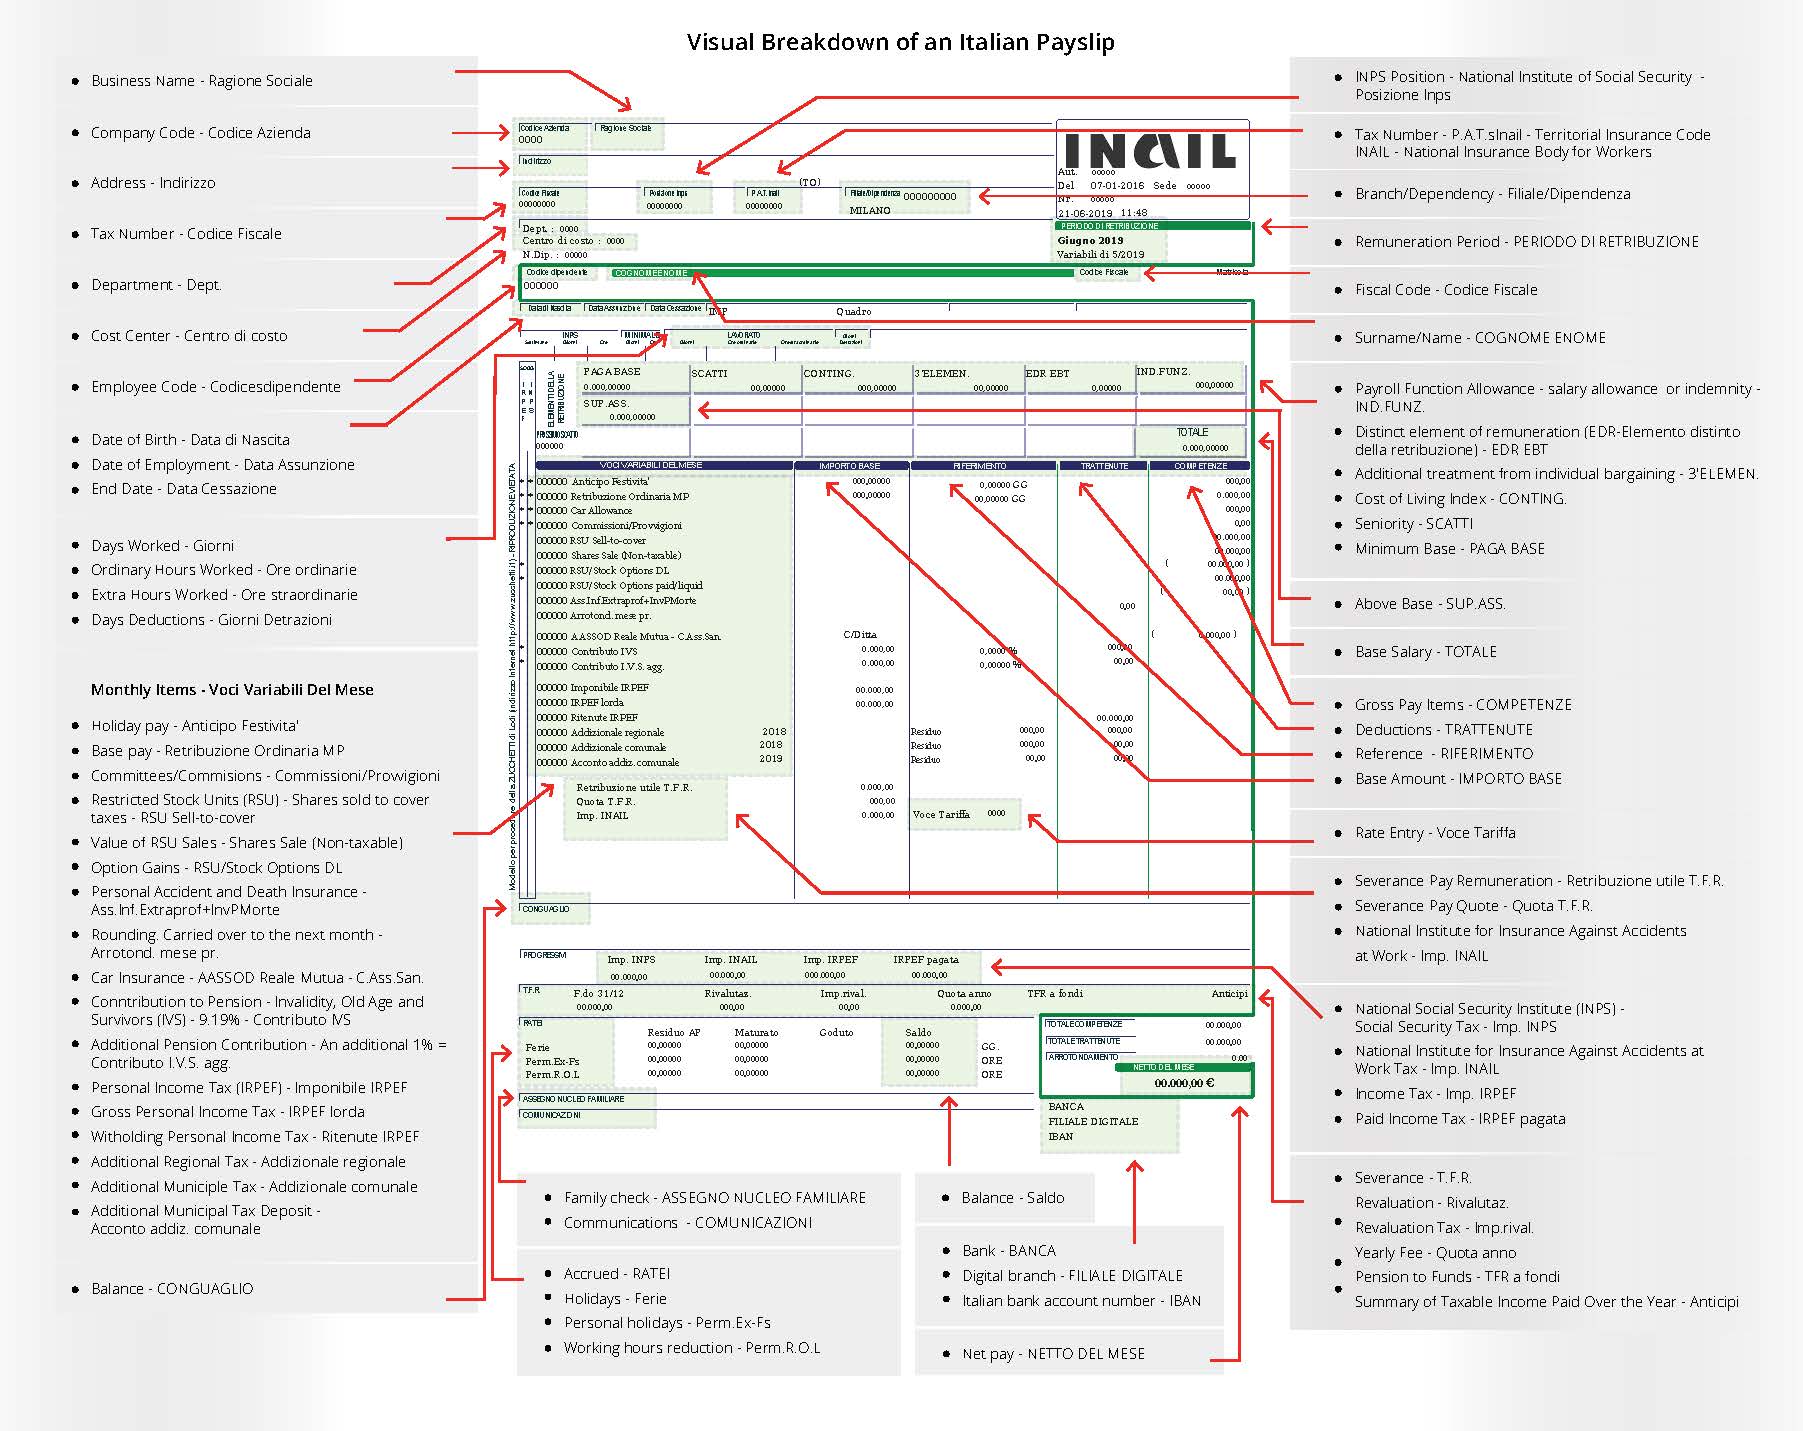 Visual Breakdown of an Italian Payslip
Business Name - Ragione Sociale
Company Code - Codice Azienda
Address - Indirizzo
Tax Number - Codice Fiscale
Department - Dept.
Cost Center - Centro di costo
Employee Code - Codicesdipendente
Date of Birth - Data di Nascita
Date of Employment - Data Assunzione
End Date - Data Cessazione
Days Worked - Giorni
Ordinary Hours Worked - Ore ordinarie
Extra Hours Worked - Ore straordinarie
Days Deductions - Giorni Detrazioni
Monthly Items - Voci Variabili Del Mese
Holiday pay - Anticipo Festivita'
Base pay - Retribuzione Ordinaria MP
Committees/Commisions - Commissioni/Provvigioni
Restricted Stock Units (RSU) - Shares sold to cover
taxes - RSU Sell-to-cover
Value of RSU Sales - Shares Sale (Non-taxable)
Option Gains - RSU/Stock Options DL
Personal Accident and Death Insurance -
Ass.Inf.Extraprof+InvPMorte
Rounding. Carried over to the next month -
Arrotond. mese pr.
Car Insurance - AASSOD Reale Mutua - C.Ass.San.
Conntribution to Pension - Invalidity, Old Age and
Survivors (IVS) - 9.19% - Contributo IVS
Additional Pension Contribution - An additional 1% =
Contributo I.V.S. agg.
Personal Income Tax (IRPEF) - Imponibile IRPEF
Gross Personal Income Tax - IRPEF lorda
Witholding Personal Income Tax - Ritenute IRPEF
Additional Regional Tax - Addizionale regionale
Additional Municiple Tax - Addizionale comunale
Additional Municipal Tax Deposit -
Acconto addiz. comunale
Balance - CONGUAGLIO
Codice Azienda Ragione Sociale
0000
Indirizzo
(TO)
Codice Fiscale Posizione Inps P.A.T. Inail Filiale/Dipendenza 000000000
00000000 00000000 00000000 MILANO
INAIL
Aut. 00000
Del 07-01-2016 Sede 00000
Nr. 00000
21-06-2019 11:48
Dept. : 0000
Centro di costo : 0000
N.Dip. : 00000
PERIODO DI RETRIBUZIONE
Giugno 2019
Variabili di 5/2019
Codice dipendente COGNOME E NOME Codice Fiscale Matricola
000000
Data di Nascita Data Assunzione Data Cessazione IMP Quadro
INPS MINIMALE LAVORATO
Settimane Giorni Ore Giorni Giorni Ore ordinarie Ore straordinarie Giorni Detrazioni
ELEMENTI DELLA RETRIBUZIONE
PAGA BASE SCATTI CONTING. 3'ELEMEN. EDR EBT IND.FUNZ.
0.000,00000 00,00000 000,00000 00,00000 0,00000 000,00000
SUP.ASS.
0.000,00000
PROSSIMO SCATTO
000000
TOTALE
0.000,00000
VOCI VARIABILI DEL MESE IMPORTO BASE RIFERIMENTO TRATTENUTE COMPETENZE
000000 Anticipo Festivita' 000,00000 0,00000 GG 000,00
000000 Retribuzione Ordinaria MP 000,00000 00,00000 GG 0.000,00
000000 Car Allowance 000,00
000000 Commissioni/Provvigioni 0,00
000000 RSU Sell-to-cover 00.000,00
000000 Shares Sale (Non-taxable) 00.000,00
000000 RSU/Stock Options DL ( 00.000,00 )
000000 RSU/Stock Options paid/liquid 00.000,00
000000 Ass.Inf.Extraprof+InvPMorte ( 00,00 )
000000 Arrotond. mese pr. 0,00
000000 AASSOD Reale Mutua - C.Ass.San. C/Ditta ( 0.000,00 )
000000 Contributo IVS 0.000,00 0,0000 % 000,00
000000 Contributo I.V.S. agg. 0.000,00 0,00000 % 00,00
000000 Imponibile IRPEF 00.000,00
000000 IRPEF lorda 00.000,00
000000 Ritenute IRPEF 00.000,00
000000 Addizionale regionale 2018 Residuo 000,00 000,00
000000 Addizionale comunale 2018 Residuo 000,00 00,00
000000 Acconto addiz. comunale 2019 Residuo 00,00 00,00
Retribuzione utile T.F.R. 0.000,00
Quota T.F.R. 000,00
Imp. INAIL 0.000,00 Voce Tariffa 0000
Modello per procedure della ZUCCHETTI di Lodi (indirizzo Internet http://www.zucchetti.it) - RIPRODUZIONE VIETATA
CONGUAGLIO
PROGRESSIVI Imp. INPS Imp. INAIL Imp. IRPEF IRPEF pagata
00.000,00 00.000,00 000.000,00 00.000,00
T.F.R F.do 31/12 Rivalutaz. Imp.rival. Quota anno TFR a fondi Anticipi
00.000,00 000,00 00,00 0.000,00
RATEI Residuo AP Maturato Goduto Saldo
Ferie 00,00000 00,00000 00,00000 GG.
Perm.Ex-Fs 00,00000 00,00000 00,00000 ORE
Perm.R.O.L 00,00000 00,00000 00,00000 ORE
TOTALE COMPETENZE 00.000,00
TOTALE TRATTENUTE 00.000,00
ARROTONDAMENTO 0.00
NETTO DEL MESE
00.000,00 €
ASSEGNO NUCLEO FAMILIARE
COMUNICAZONI
BANCA
FILIALE DIGITALE
IBAN
Family check - ASSEGNO NUCLEO FAMILIARE
Communications - COMUNICAZIONI
Accrued - RATEI
Holidays - Ferie
Personal holidays - Perm.Ex-Fs
Working hours reduction - Perm.R.O.L
Balance - Saldo
Bank - BANCA
Digital branch - FILIALE DIGITALE
Italian bank account number - IBAN
Net pay - NETTO DEL MESE
INPS Position - National Institute of Social Security -
Posizione Inps
Tax Number - P.A.T.sInail - Territorial Insurance Code
INAIL - National Insurance Body for Workers
Branch/Dependency - Filiale/Dipendenza
Remuneration Period - PERIODO DI RETRIBUZIONE
Fiscal Code - Codice Fiscale
Surname/Name - COGNOME ENOME
Payroll Function Allowance - salary allowance or indemnity -
IND.FUNZ.
Distinct element of remuneration (EDR-Elemento distinto
della retribuzione) - EDR EBT
Additional treatment from individual bargaining - 3'ELEMEN.
Cost of Living Index - CONTING.
Seniority - SCATTI
Minimum Base - PAGA BASE
Above Base - SUP.ASS.
Base Salary - TOTALE
Gross Pay Items - COMPETENZE
Deductions - TRATTENUTE
Reference - RIFERIMENTO
Base Amount - IMPORTO BASE
Rate Entry - Voce Tariffa
Severance Pay Remuneration - Retribuzione utile T.F.R.
Severance Pay Quote - Quota T.F.R.
National Institute for Insurance Against Accidents
at Work - Imp. INAIL
National Social Security Institute (INPS) -
Social Security Tax - Imp. INPS
National Institute for Insurance Against Accidents at
Work Tax - Imp. INAIL
Income Tax - Imp. IRPEF
Paid Income Tax - IRPEF pagata
Severance - T.F.R.
Revaluation - Rivalutaz.
Revaluation Tax - Imp.rival.
Yearly Fee - Quota anno
Pension to Funds - TFR a fondi
Summary of Taxable Income Paid Over the Year - Anticipi